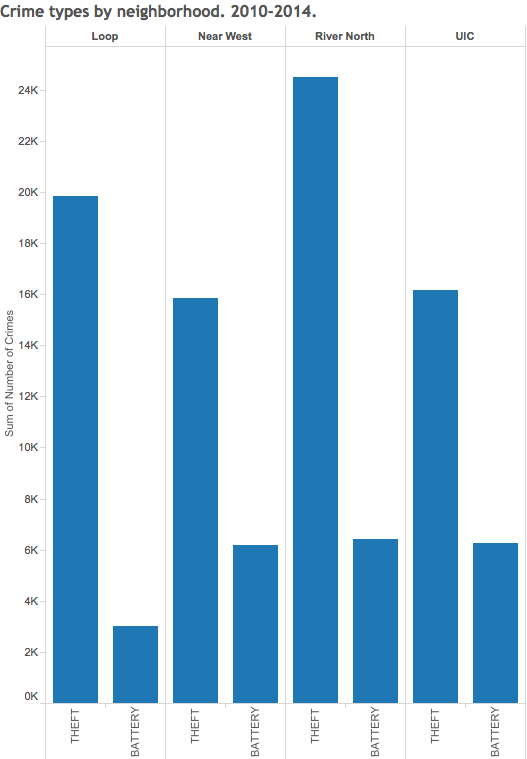 Crime types by neighborhood. 2010-2014.
Loop Near West River North UIC
24K
22K
20K
18K
16K
14K
12K
10K
8K
6K
4K
2K
0K
Sum of Number of Crimes
THEFT BATTERY THEFT BATTERY THEFT BATTERY THEFT BATTERY